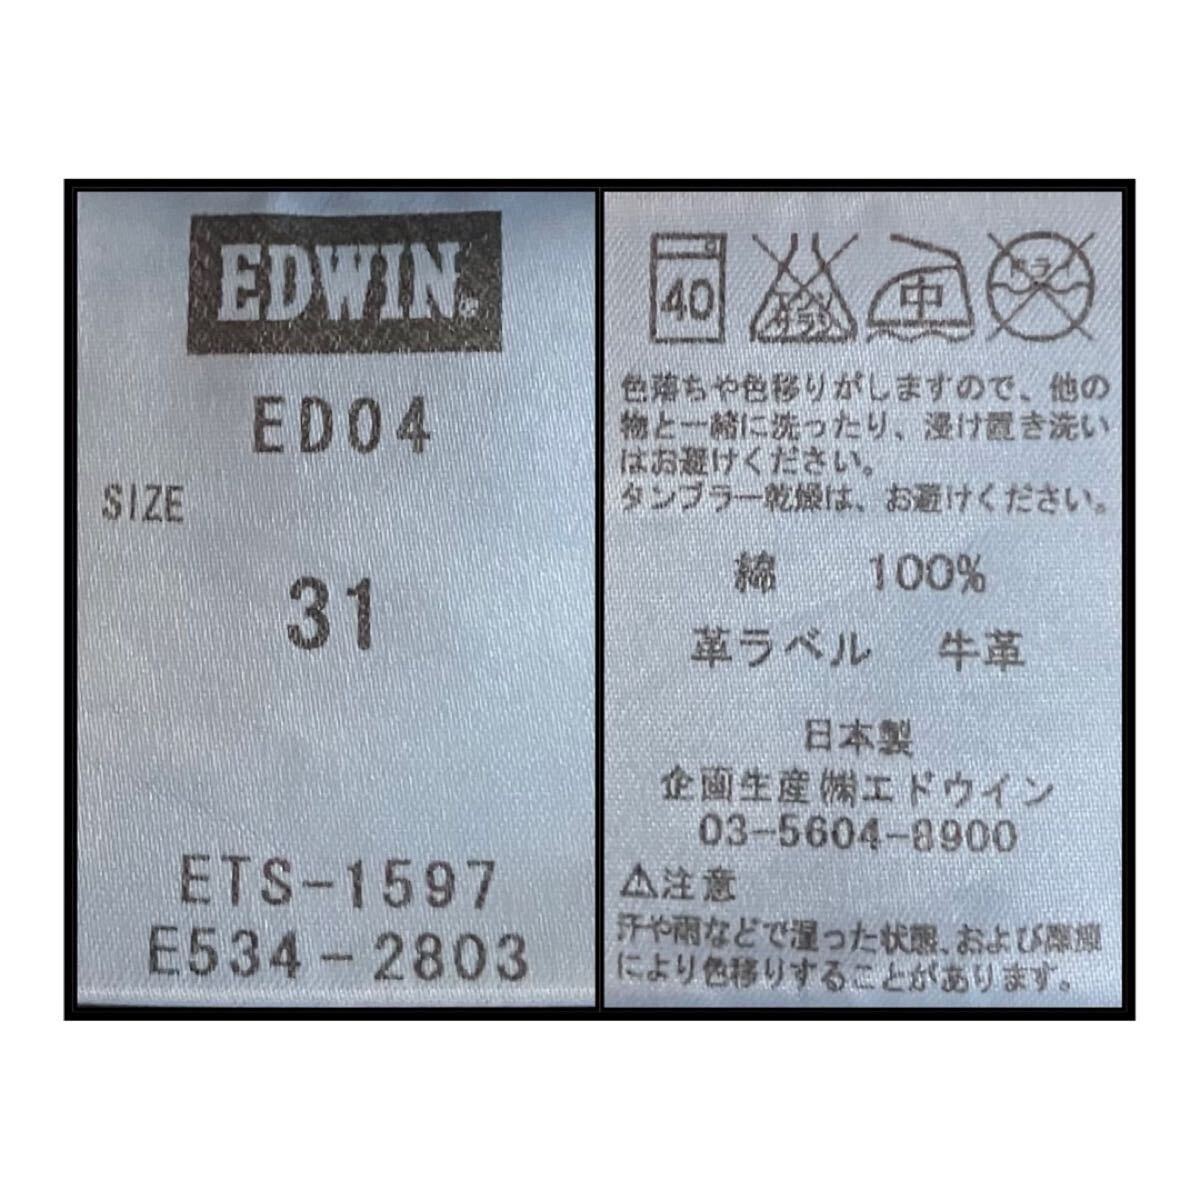 EDWIN
ED04
SIZE
31
ETS-1597
E534-2803
40
エンソ
サラシ
中
ドライ
色落ちや色移りがしますので、他の
物と一緒に洗ったり、浸け置き洗い
はお避けください。
タンブラー乾燥は、お避けください。
綿 100%
革ラベル 牛革
日本製
企画生産㈱エドウイン
03-5604-8900
⚠注意
汗や雨などで湿った状態、および摩擦
により色移りすることがあります。